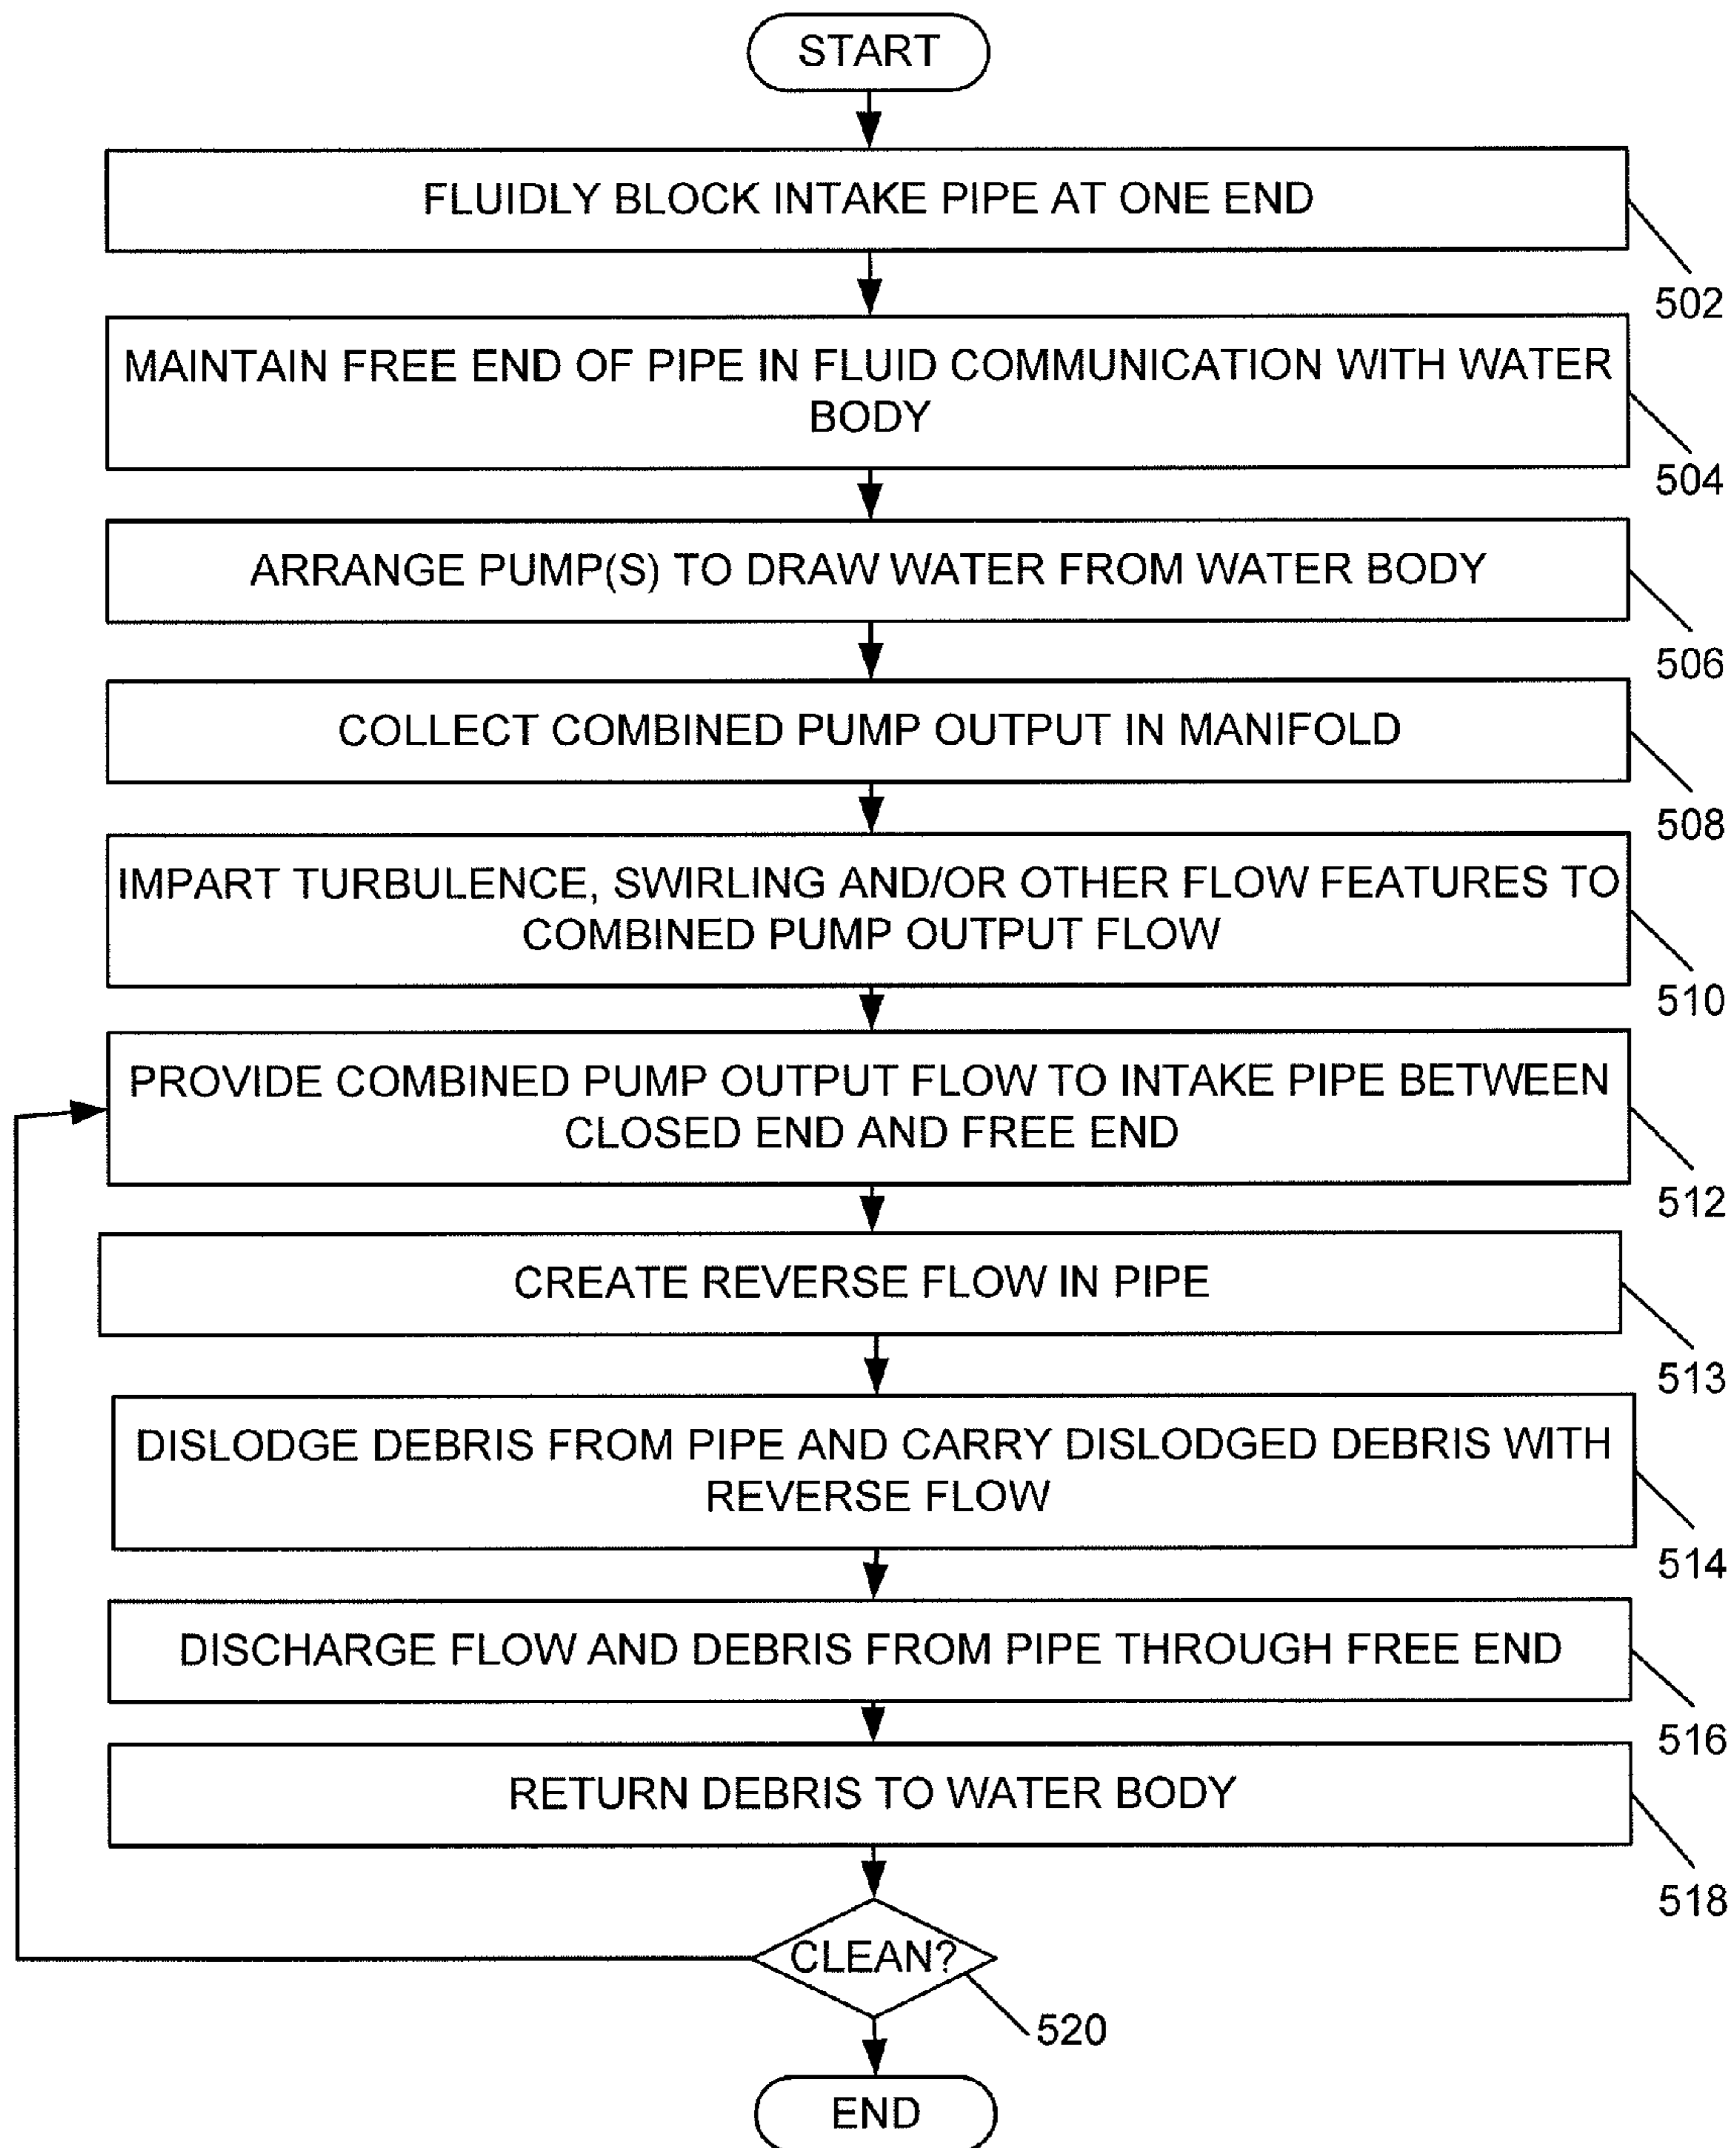 START
FLUIDLY BLOCK INTAKE PIPE AT ONE END
502
MAINTAIN FREE END OF PIPE IN FLUID COMMUNICATION WITH WATER
BODY
504
ARRANGE PUMP(S) TO DRAW WATER FROM WATER BODY
506
COLLECT COMBINED PUMP OUTPUT IN MANIFOLD
508
IMPART TURBULENCE, SWIRLING AND/OR OTHER FLOW FEATURES TO
COMBINED PUMP OUTPUT FLOW
510
PROVIDE COMBINED PUMP OUTPUT FLOW TO INTAKE PIPE BETWEEN
CLOSED END AND FREE END
512
CREATE REVERSE FLOW IN PIPE
513
DISLODGE DEBRIS FROM PIPE AND CARRY DISLODGED DEBRIS WITH
REVERSE FLOW
514
DISCHARGE FLOW AND DEBRIS FROM PIPE THROUGH FREE END
516
RETURN DEBRIS TO WATER BODY
518
CLEAN?
520
END